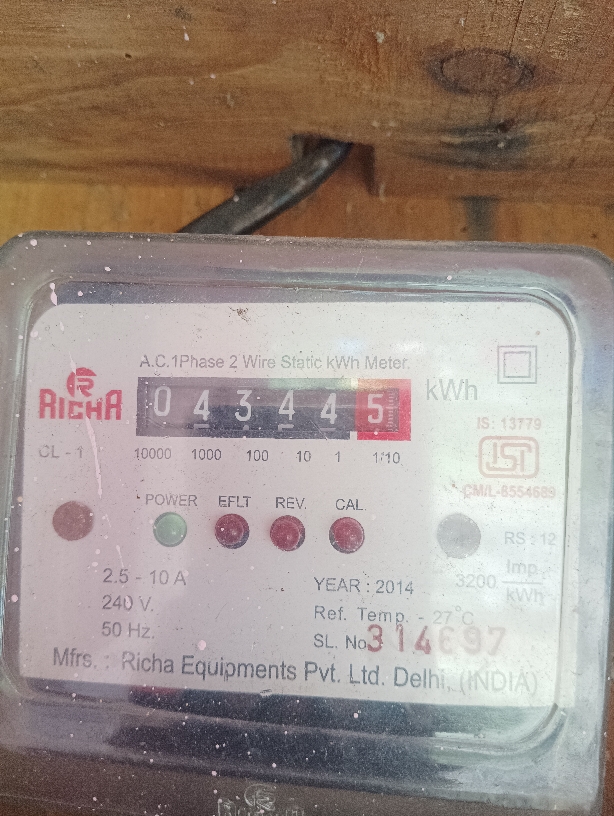 A.C.1Phase 2 Wire Static kWh Meter.
RICHA
0 4 3 4 4 5
kWh
IS: 13779
CL - 1
10000 1000 100 10 1 1/10
ISI
CM/L-8554689
POWER EFLT REV. CAL.
RS : 12
2.5 - 10 A
YEAR : 2014
3200 Imp./kWh
240 V.
Ref. Temp. - 27°C
50 Hz.
SL. No. 314697
Mfrs. : Richa Equipments Pvt. Ltd. Delhi, (INDIA)